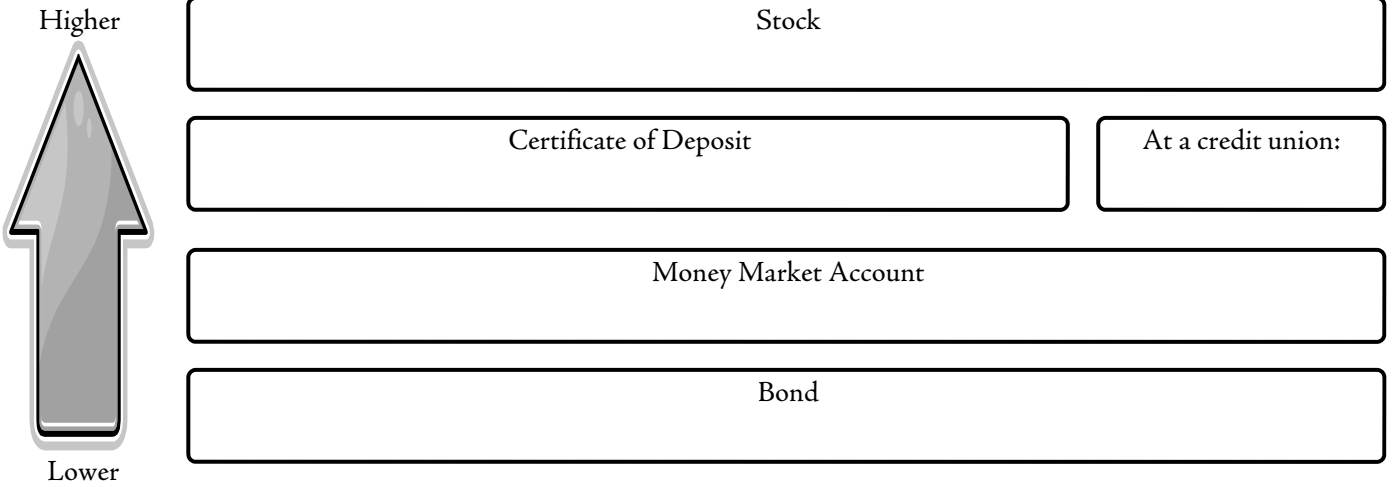 Higher
Stock
Certificate of Deposit
At a credit union:
Money Market Account
Bond
Lower